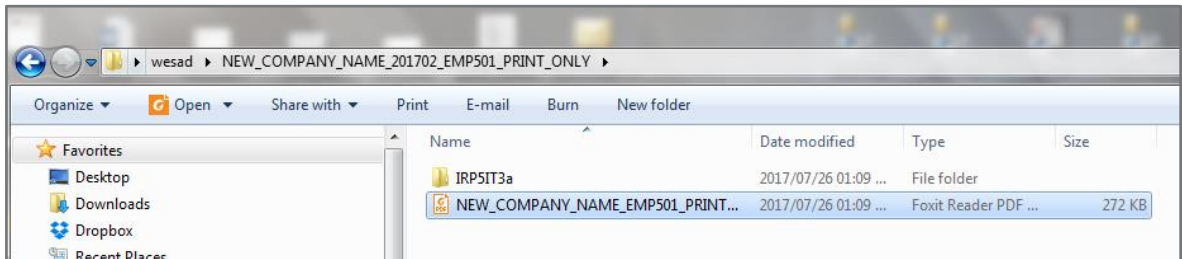 wesad NEW_COMPANY_NAME_201702_EMP501_PRINT_ONLY
Organize Open Share with Print E-mail Burn New folder
Favorites
Desktop
Downloads
Dropbox
Recent Places
Name Date modified Type Size
IRP5IT3a 2017/07/26 01:09 ... File folder
NEW_COMPANY_NAME_EMP501_PRINT... 2017/07/26 01:09 ... Foxit Reader PDF ... 272 KB